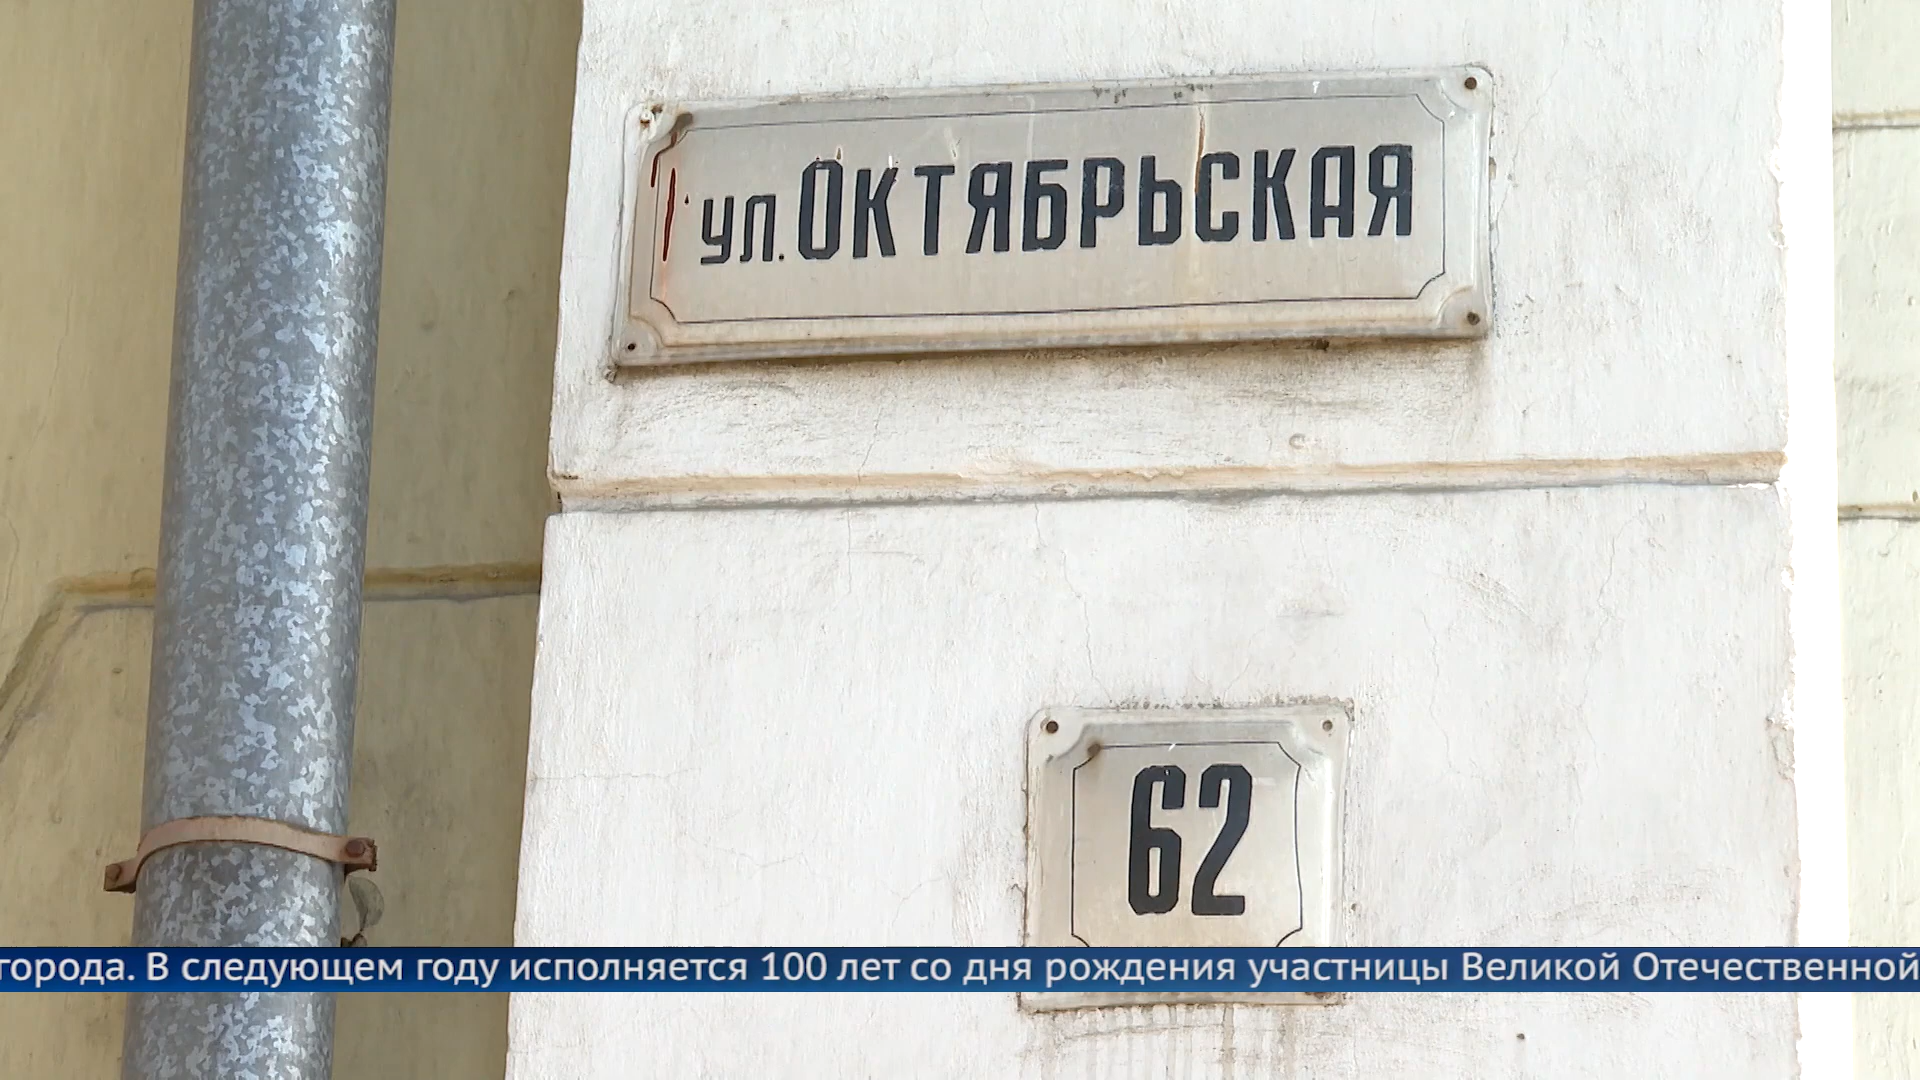 ул. Октябрьская
62
города. В следующем году исполняется 100 лет со дня рождения участницы Великой Отечественной